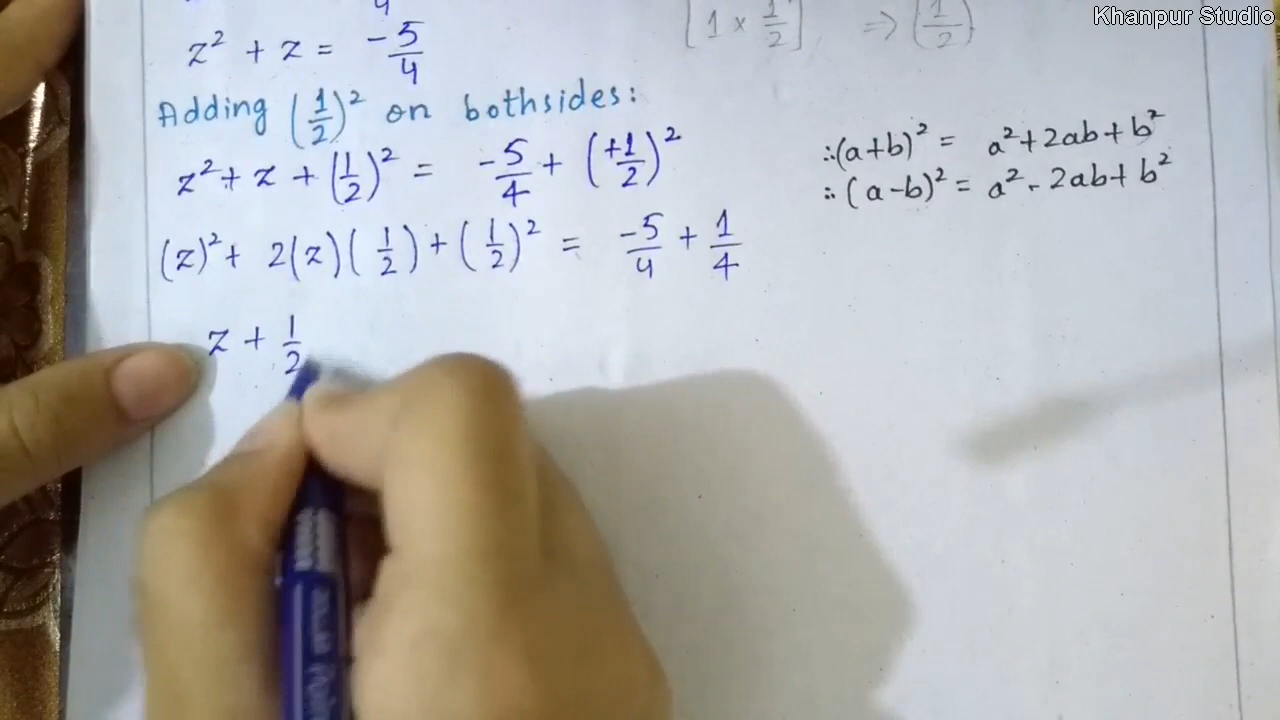 Khanpur Studio
4
[1 × 1/2] ⇒ (1/2)
z² + z = -5/4
Adding (1/2)² on bothsides:
z² + z + (1/2)² = -5/4 + (+1/2)²
∴(a+b)² = a²+2ab+b²
∴(a-b)² = a²-2ab+b²
(z)² + 2(z)(1/2) + (1/2)² = -5/4 + 1/4
z + 1/2